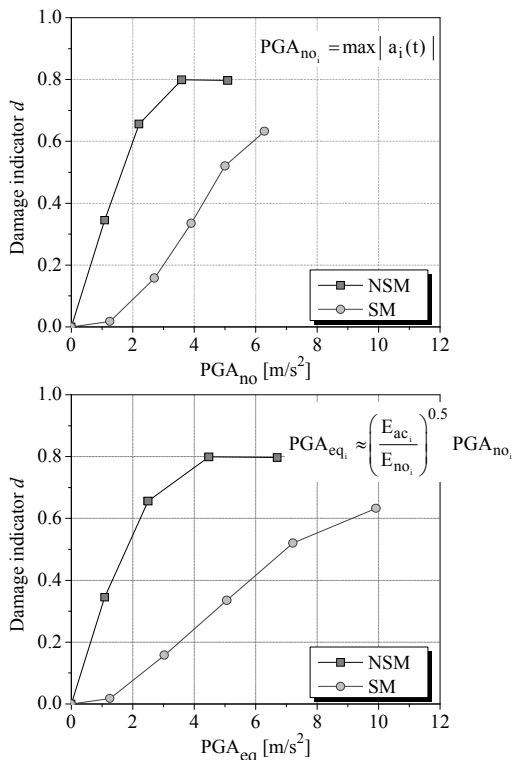 1.0
PGA_no_i = max| a_i(t) |
0.8
0.6
0.4
0.2
0.0
Damage indicator d
NSM
SM
0 2 4 6 8 10 12
PGA_no [m/s²]
1.0
PGA_eq_i ≈ (E_ac_i / E_no_i)^0.5 PGA_no_i
0.8
0.6
0.4
0.2
0.0
Damage indicator d
NSM
SM
0 2 4 6 8 10 12
PGA_eq [m/s²]